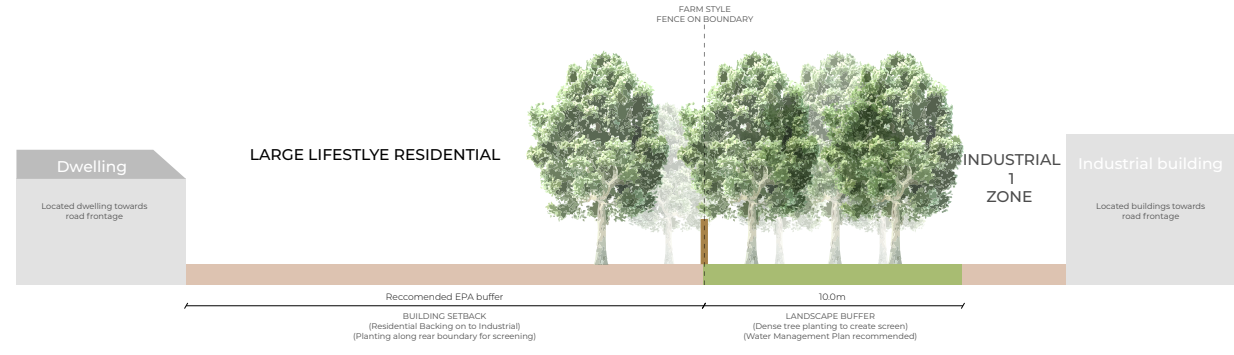 FARM STYLE
FENCE ON BOUNDARY
Dwelling
Located dwelling towards
road frontage
LARGE LIFESTLYE RESIDENTIAL
INDUSTRIAL
1
ZONE
Industrial building
Located buildings towards
road frontage
Reccomended EPA buffer
BUILDING SETBACK
(Residential Backing on to Industrial)
(Planting along rear boundary for screening)
10.0m
LANDSCAPE BUFFER
(Dense tree planting to create screen)
(Water Management Plan recommended)